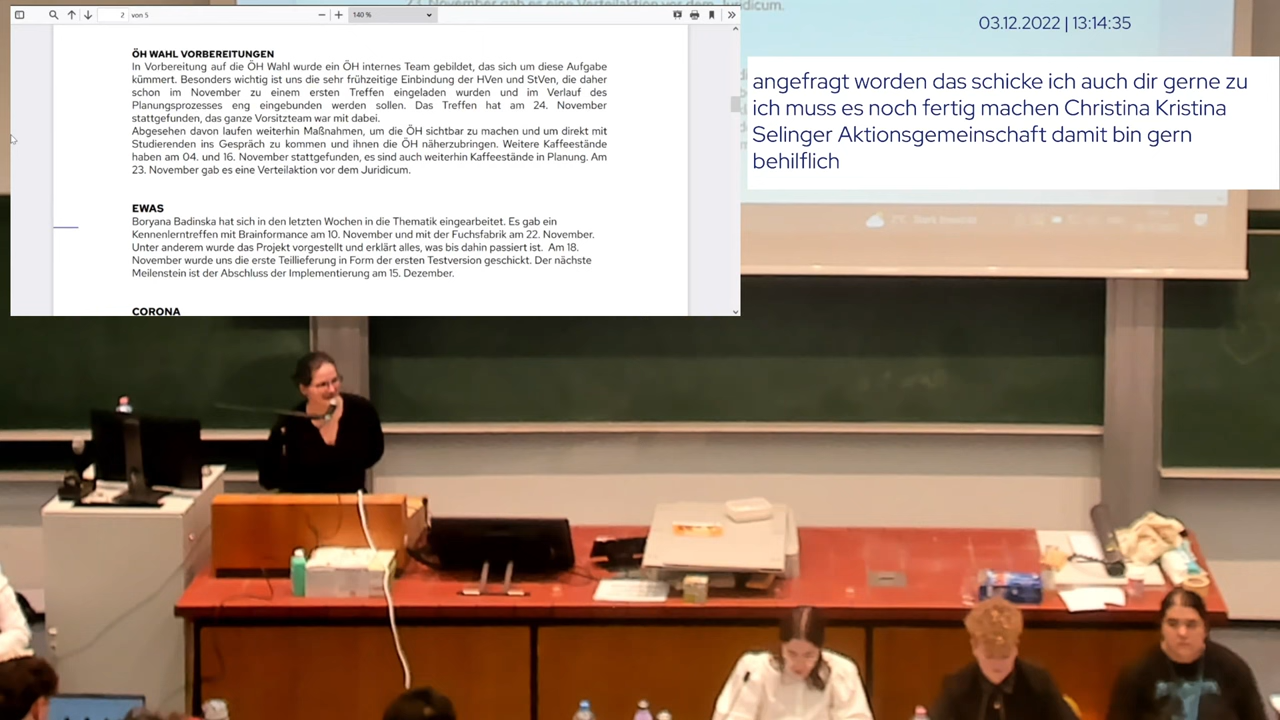 23. November gab es eine Verteilaktion vor dem Juridicum.
03.12.2022 | 13:14:35
2 von 5
140 %
ÖH WAHL VORBEREITUNGEN
In Vorbereitung auf die ÖH Wahl wurde ein ÖH internes Team gebildet, das sich um diese Aufgabe
kümmert. Besonders wichtig ist uns die sehr frühzeitige Einbindung der HVen und StVen, die daher
schon im November zu einem ersten Treffen eingeladen wurden und im Verlauf des
Planungsprozesses eng eingebunden werden sollen. Das Treffen hat am 24. November
stattgefunden, das ganze Vorsitzteam war mit dabei.
Abgesehen davon laufen weiterhin Maßnahmen, um die ÖH sichtbar zu machen und um direkt mit
Studierenden ins Gespräch zu kommen und ihnen die ÖH näherzubringen. Weitere Kaffeestände
haben am 04. und 16. November stattgefunden, es sind auch weiterhin Kaffeestände in Planung. Am
23. November gab es eine Verteilaktion vor dem Juridicum.
EWAS
Boryana Badinska hat sich in den letzten Wochen in die Thematik eingearbeitet. Es gab ein
Kennenlerntreffen mit Brainformance am 10. November und mit der Fuchsfabrik am 22. November.
Unter anderem wurde das Projekt vorgestellt und erklärt alles, was bis dahin passiert ist. Am 18.
November wurde uns die erste Teillieferung in Form der ersten Testversion geschickt. Der nächste
Meilenstein ist der Abschluss der Implementierung am 15. Dezember.
CORONA
angefragt worden das schicke ich auch dir gerne zu
ich muss es noch fertig machen Christina Kristina
Selinger Aktionsgemeinschaft damit bin gern
behilflich